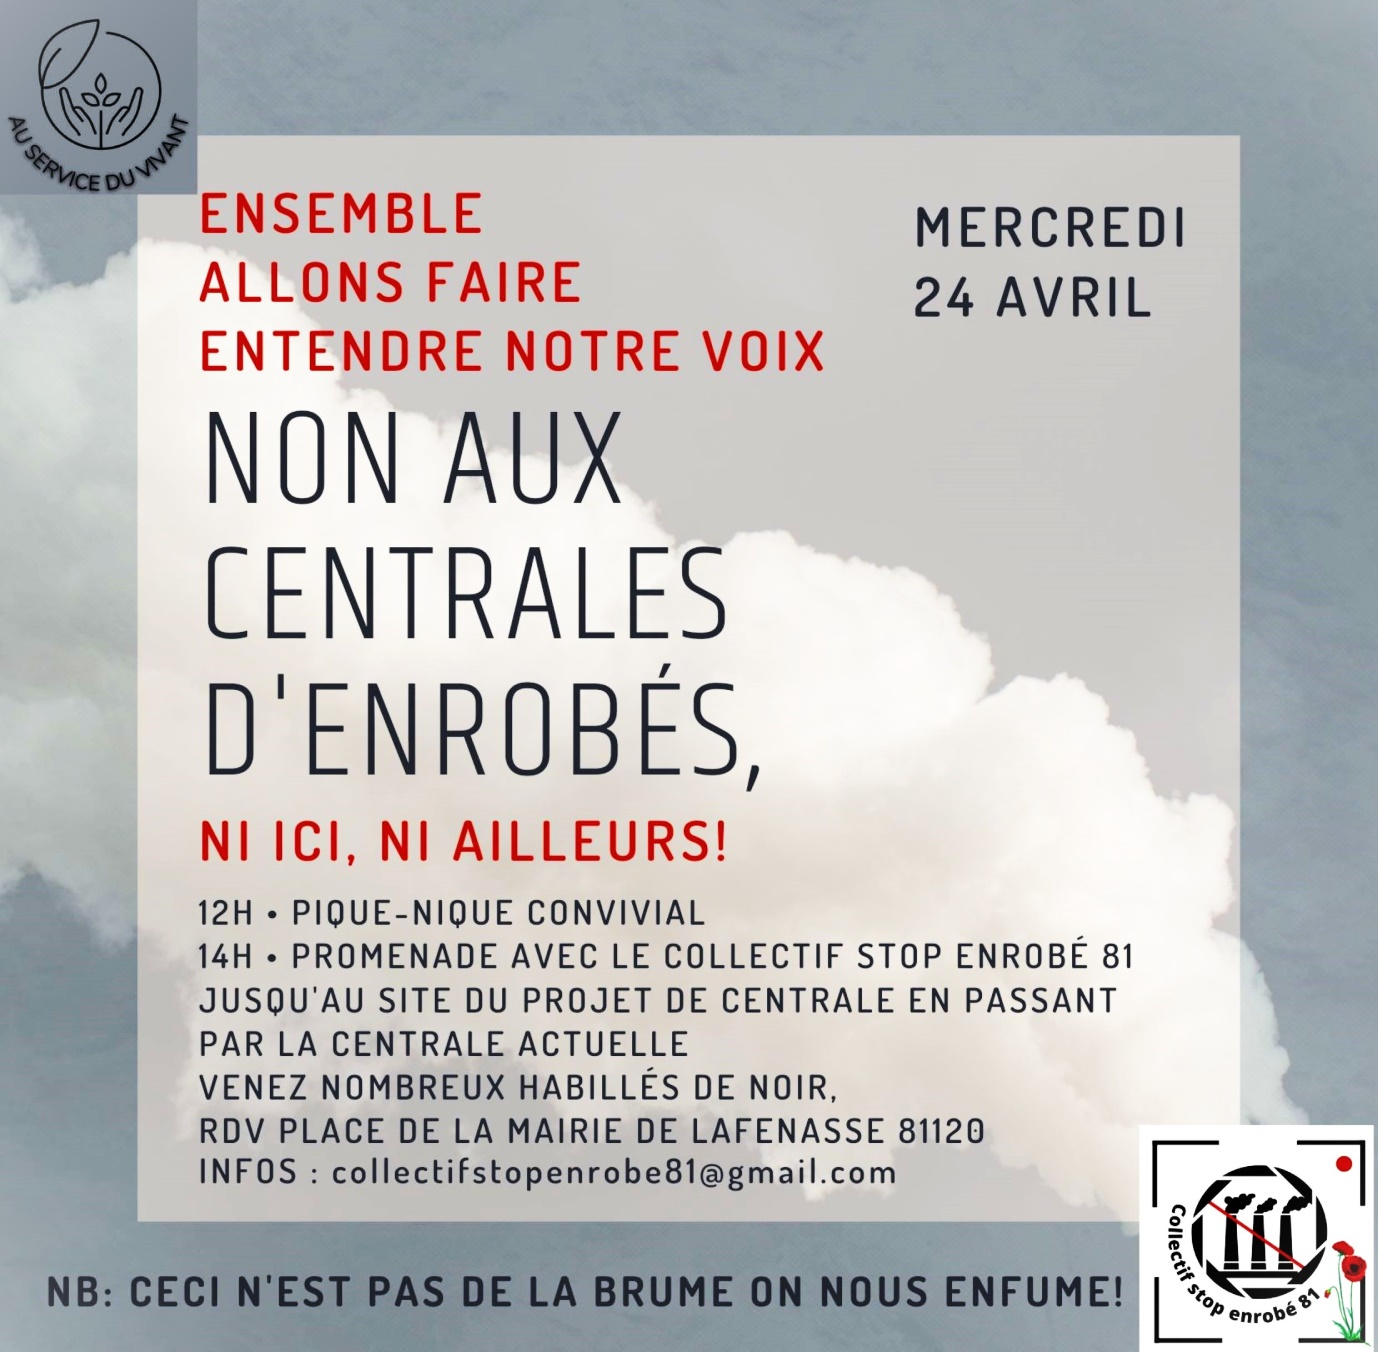 AU SERVICE DU VIVANT
ENSEMBLE
ALLONS FAIRE
ENTENDRE NOTRE VOIX
MERCREDI
24 AVRIL
NON AUX
CENTRALES
D'ENROBÉS,
NI ICI, NI AILLEURS!
12H • PIQUE-NIQUE CONVIVIAL
14H • PROMENADE AVEC LE COLLECTIF STOP ENROBÉ 81
JUSQU'AU SITE DU PROJET DE CENTRALE EN PASSANT
PAR LA CENTRALE ACTUELLE
VENEZ NOMBREUX HABILLÉS DE NOIR,
RDV PLACE DE LA MAIRIE DE LAFENASSE 81120
INFOS : collectifstopenrobe81@gmail.com
NB: CECI N'EST PAS DE LA BRUME ON NOUS ENFUME!
Collectif stop enrobé 81